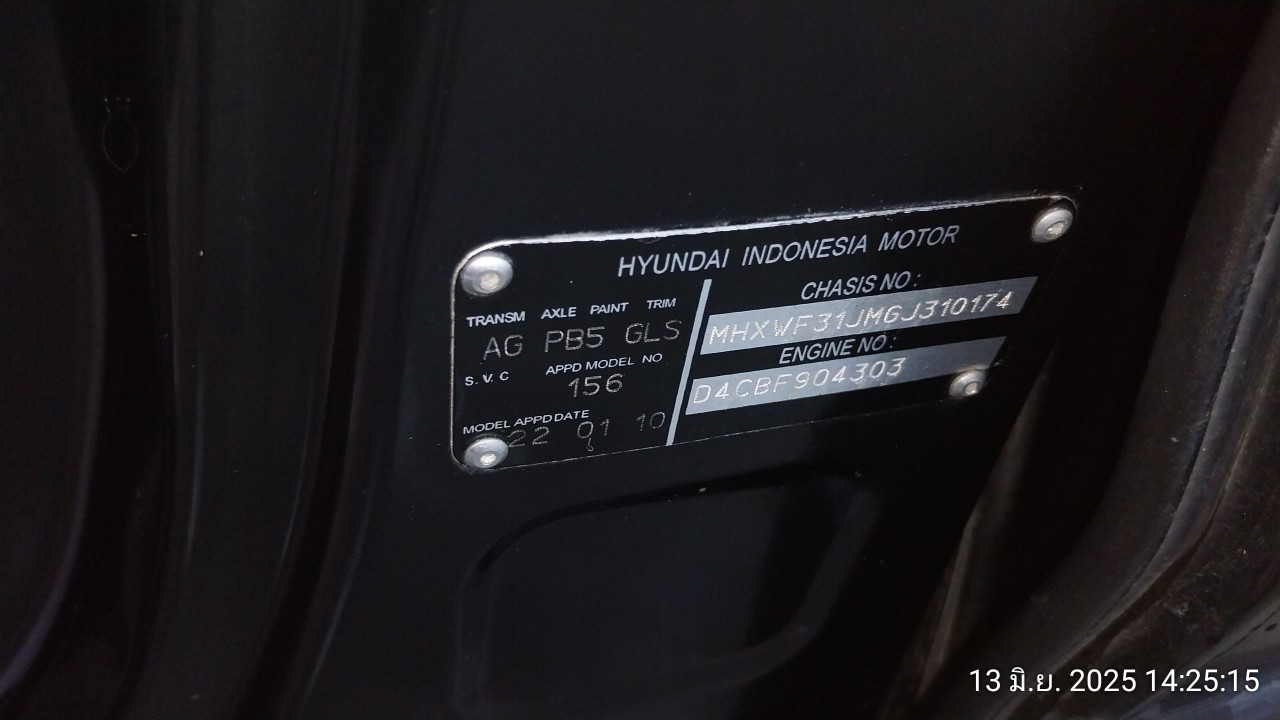 HYUNDAI INDONESIA MOTOR
TRANSM AXLE PAINT TRIM
AG PB5 GLS
S. V. C APPD MODEL NO
156
MODEL APPD DATE
22 01 10
CHASIS NO :
MHXWF31JMGJ310174
ENGINE NO :
D4CBF904303
13 มิ.ย. 2025 14:25:15